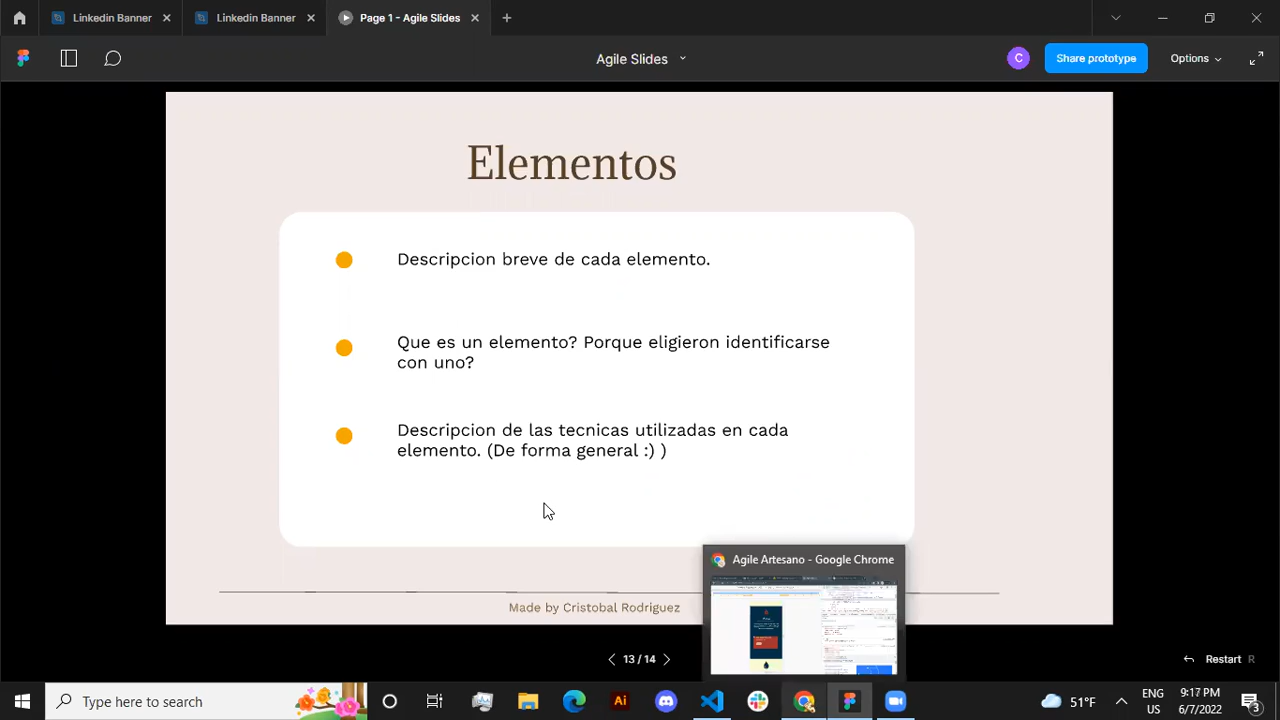 Linkedin Banner
Linkedin Banner
Page 1 - Agile Slides
Agile Slides
C
Share prototype
Options
Elementos
Descripcion breve de cada elemento.
Que es un elemento? Porque eligieron identificarse
con uno?
Descripcion de las tecnicas utilizadas en cada
elemento. (De forma general :) )
Made by Cristobal Rodriguez
Agile Artesano - Google Chrome
13 /
Type here to search
Ai
51°F
ENG
US
3:17 PM
6/7/2022
3